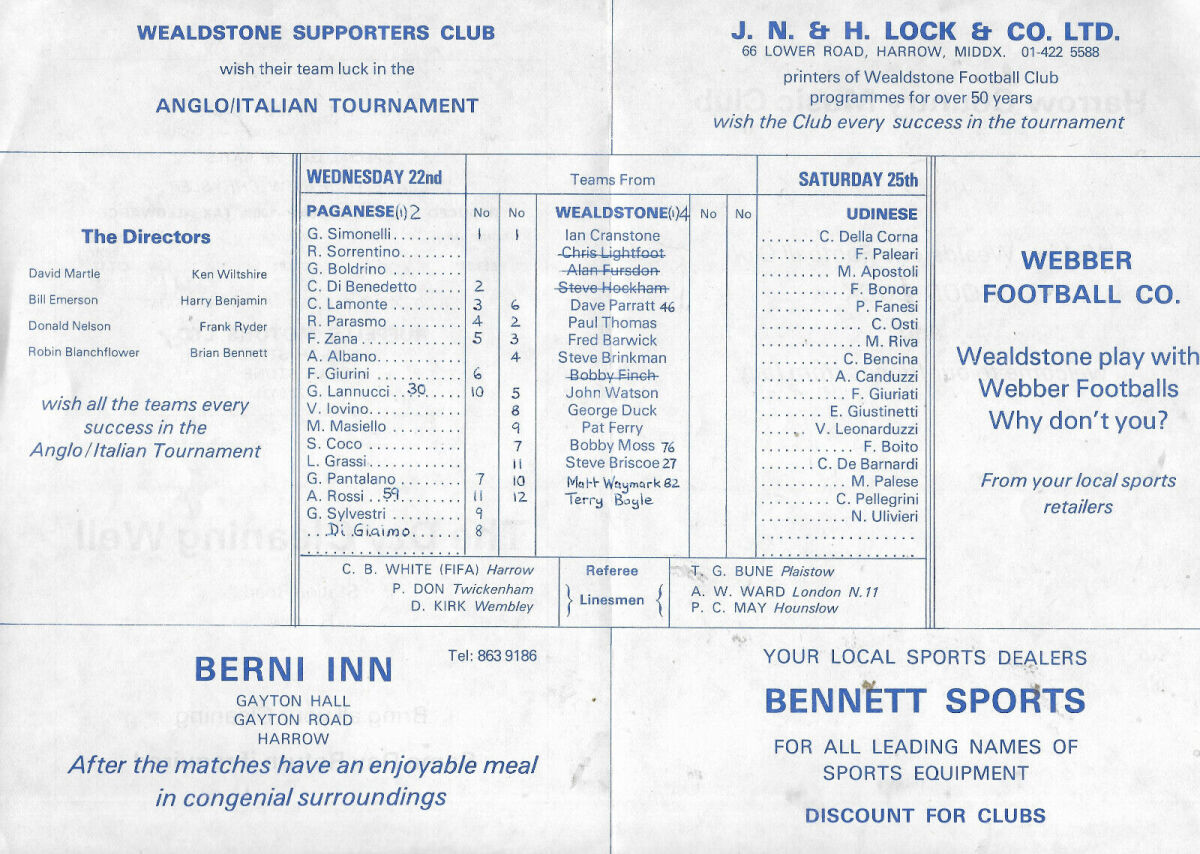 WEALDSTONE SUPPORTERS CLUB
wish their team luck in the
ANGLO/ITALIAN TOURNAMENT
J. N. & H. LOCK & CO. LTD.
66 LOWER ROAD, HARROW, MIDDX. 01-422 5588
printers of Wealdstone Football Club
programmes for over 50 years
wish the Club every success in the tournament
The Directors
David Martle Ken Wiltshire
Bill Emerson Harry Benjamin
Donald Nelson Frank Ryder
Robin Blanchflower Brian Bennett
wish all the teams every
success in the
Anglo/Italian Tournament
WEDNESDAY 22nd Teams From SATURDAY 25th
PAGANESE(1)2 No No WEALDSTONE(1)4 No No UDINESE
G. Simonelli........ 1 1 Ian Cranstone ....... C. Della Corna
R. Sorrentino....... Chris Lightfoot ............ F. Paleari
G. Boldrino......... Alan Fursdon .......... M. Apostoli
C. Di Benedetto..... 2 Steve Hockham ............ F. Bonora
C. Lamonte.......... 3 6 Dave Parratt 46 ............ P. Fanesi
R. Parasmo.......... 4 2 Paul Thomas .............. C. Osti
F. Zana............. 5 3 Fred Barwick ............. M. Riva
A. Albano........... 4 Steve Brinkman .......... C. Bencina
F. Giurini.......... 6 Bobby Finch ......... A. Canduzzi
G. Lannucci 30...... 10 5 John Watson ........... F. Giuriati
V. Iovino........... 8 George Duck ........ E. Giustinetti
M. Masiello......... 9 Pat Ferry ....... V. Leonarduzzi
S. Coco............. 7 Bobby Moss 76 ............. F. Boito
L. Grassi........... 11 Steve Briscoe 27 ....... C. De Barnardi
G. Pantalano........ 7 10 Matt Waymark 82 ........... M. Palese
A. Rossi .. 59...... 11 12 Terry Bogle ......... C. Pellegrini
G. Sylvestri........ 9 ........... N. Ulivieri
Di Giaimo 8
C. B. WHITE (FIFA) Harrow Referee T. G. BUNE Plaistow
P. DON Twickenham Linesmen A. W. WARD London N.11
D. KIRK Wembley P. C. MAY Hounslow
WEBBER
FOOTBALL CO.
Wealdstone play with
Webber Footballs
Why don't you?
From your local sports
retailers
BERNI INN Tel: 863 9186
GAYTON HALL
GAYTON ROAD
HARROW
After the matches have an enjoyable meal
in congenial surroundings
YOUR LOCAL SPORTS DEALERS
BENNETT SPORTS
FOR ALL LEADING NAMES OF
SPORTS EQUIPMENT
DISCOUNT FOR CLUBS